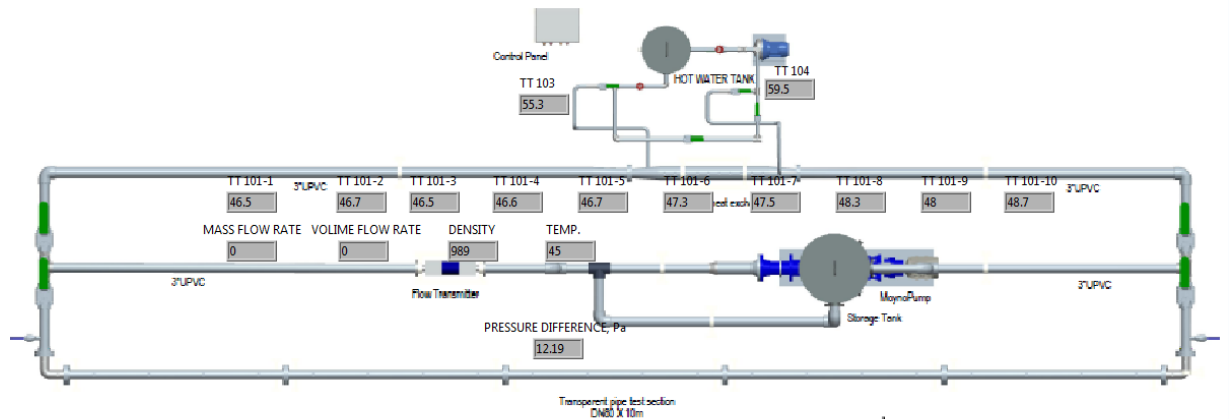 Control Panel
HOT WATER TANK
TT 103
55.3
TT 104
59.5
3"UPVC
3"UPVC
TT 101-1 TT 101-2 TT 101-3 TT 101-4 TT 101-5 TT 101-6 TT 101-7 TT 101-8 TT 101-9 TT 101-10
46.5 46.7 46.5 46.6 46.7 47.3 47.5 48.3 48 48.7
MASS FLOW RATE VOLIME FLOW RATE DENSITY TEMP.
0 0 989 45
3"UPVC
Flow Transmitter
MoynoPump
3"UPVC
Storage Tank
PRESSURE DIFFERENCE, Pa
12.19
Transparent pipe test section
DN80 X 10m